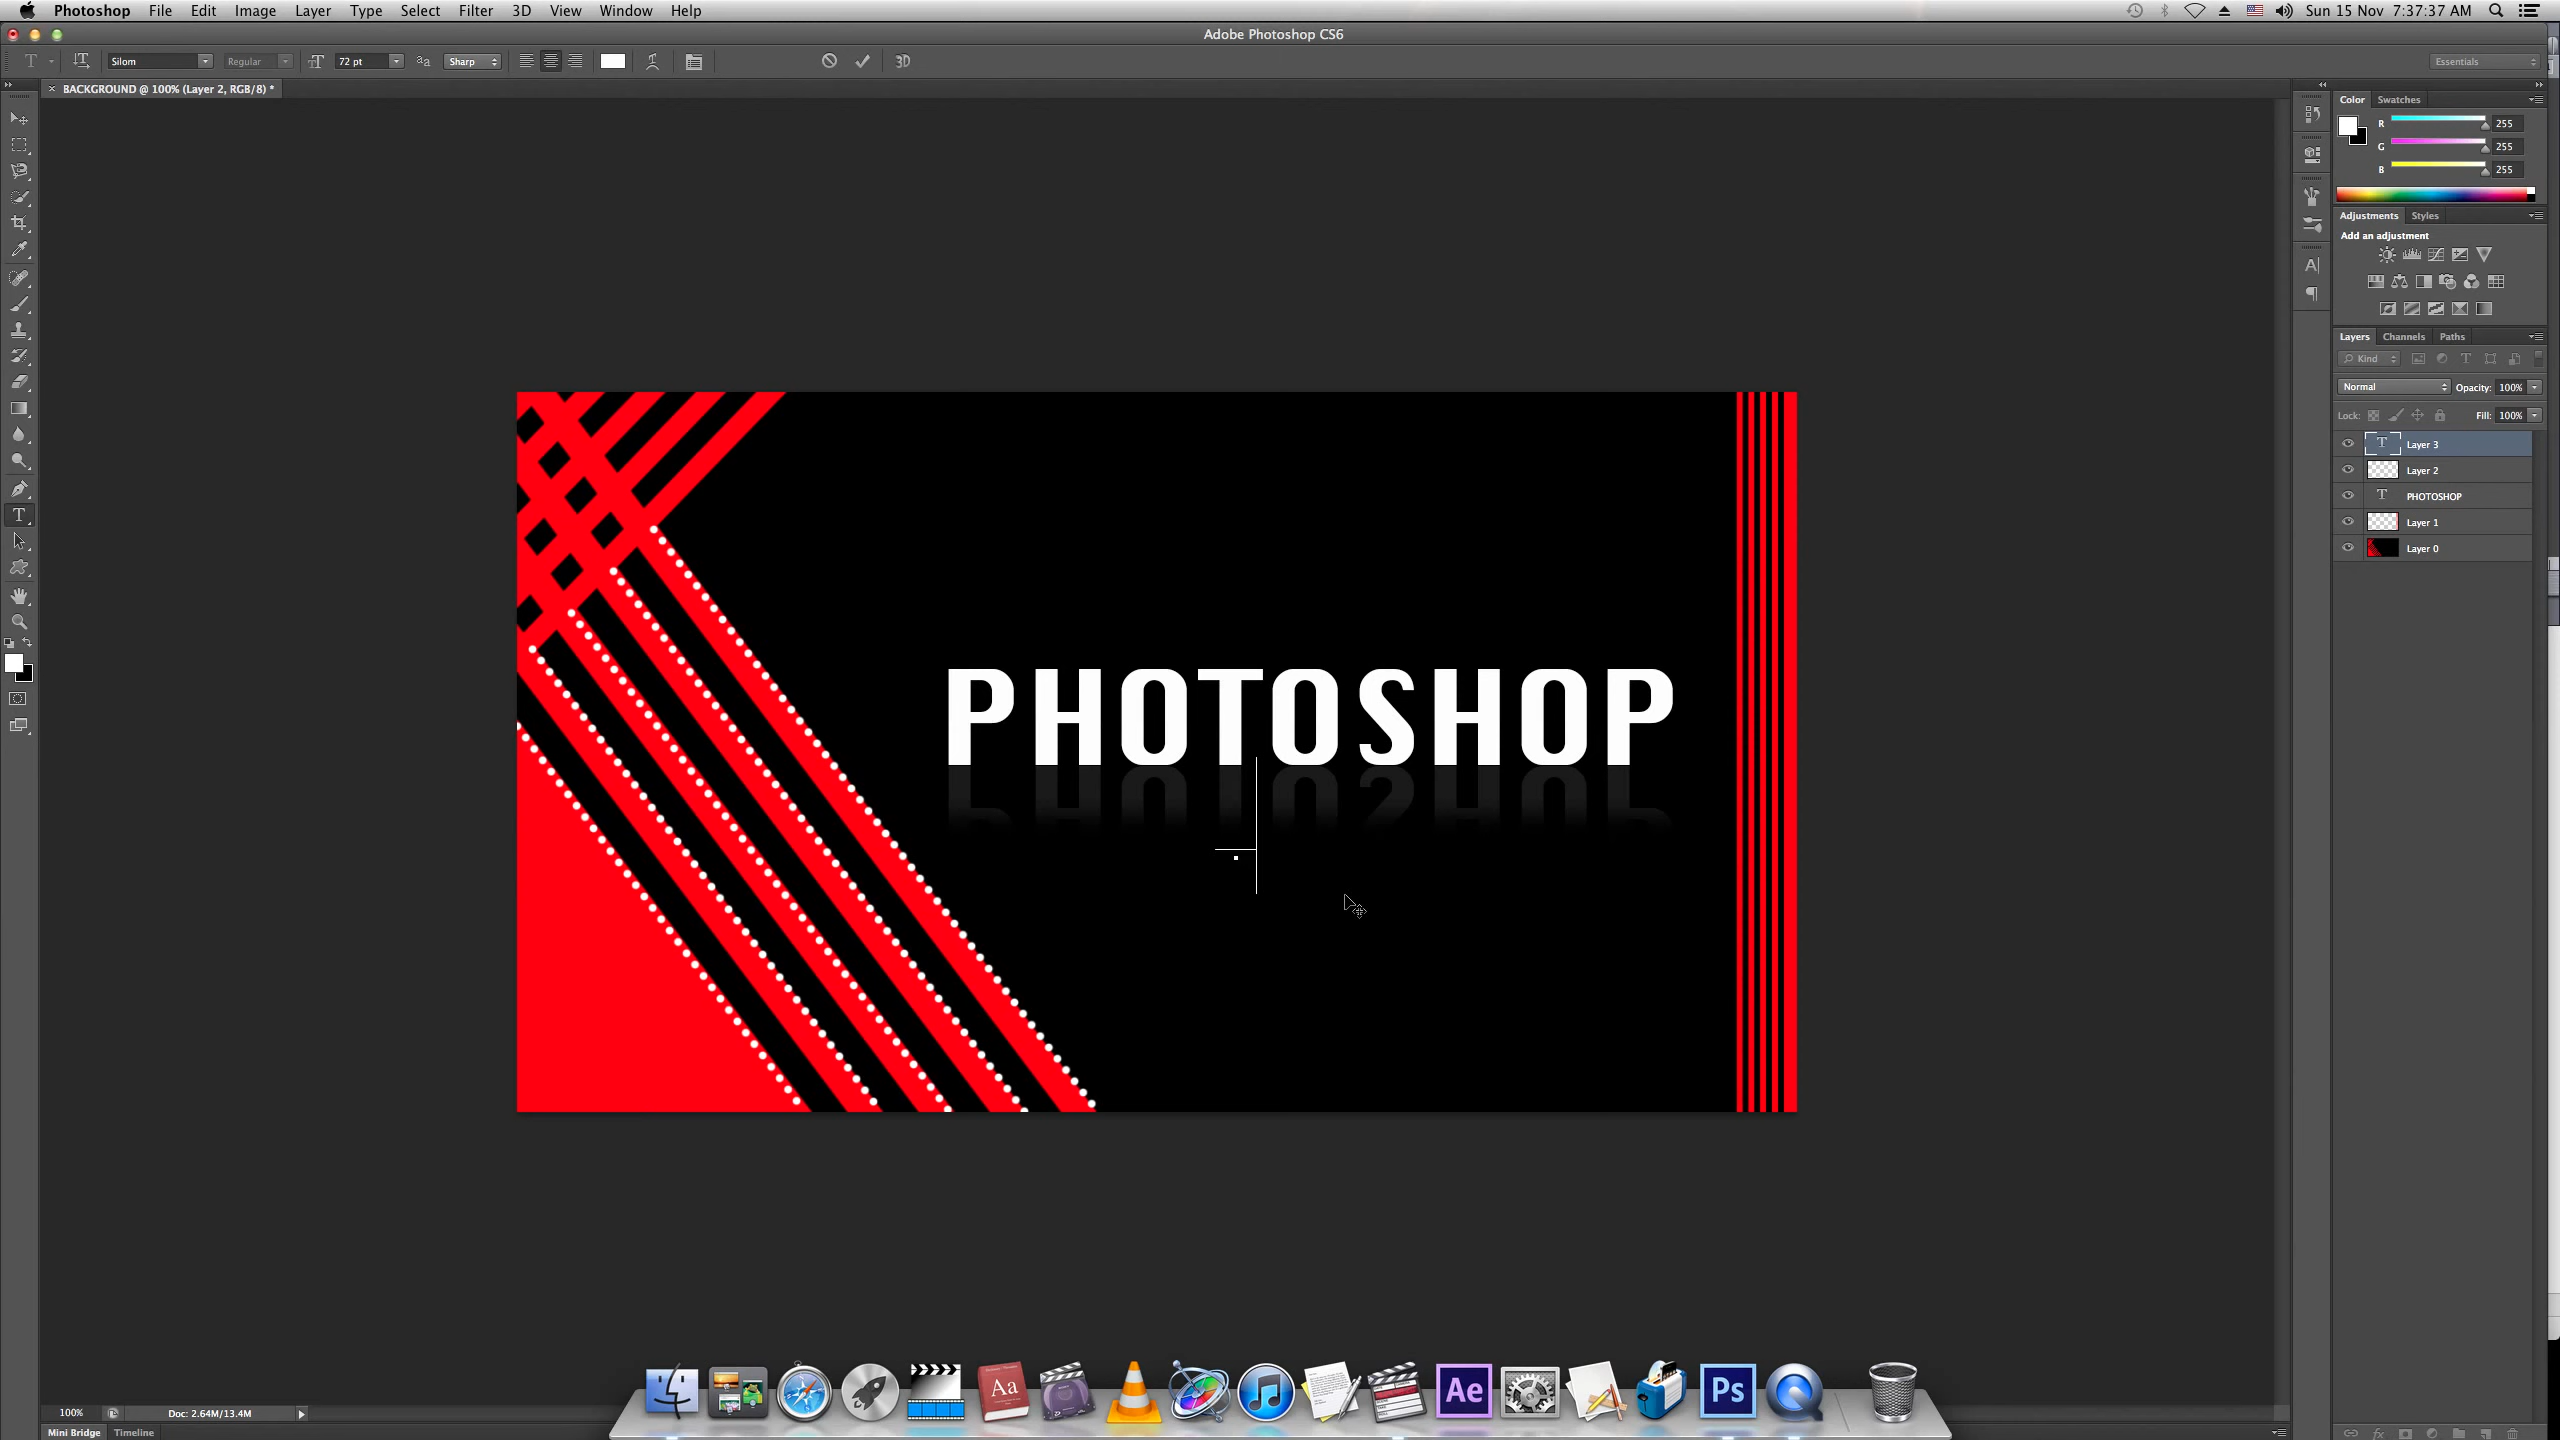 Photoshop File Edit Image Layer Type Select Filter 3D View Window Help Sun 15 Nov 7:37:37 AM
Adobe Photoshop CS6
T T Silom Regular T 72 pt aa Sharp 3D Essentials
× BACKGROUND @ 100% (Layer 2, RGB/8) *
Color Swatches
R 255
G 255
B 255
Adjustments Styles
Add an adjustment
Layers Channels Paths
Kind T
Normal Opacity: 100%
Lock: Fill: 100%
T Layer 3
Layer 2
T PHOTOSHOP
Layer 1
Layer 0
A
T
PHOTOSHOP
Aa
Ae
Ps
100% Doc: 2.64M/13.4M
Mini Bridge Timeline
fx